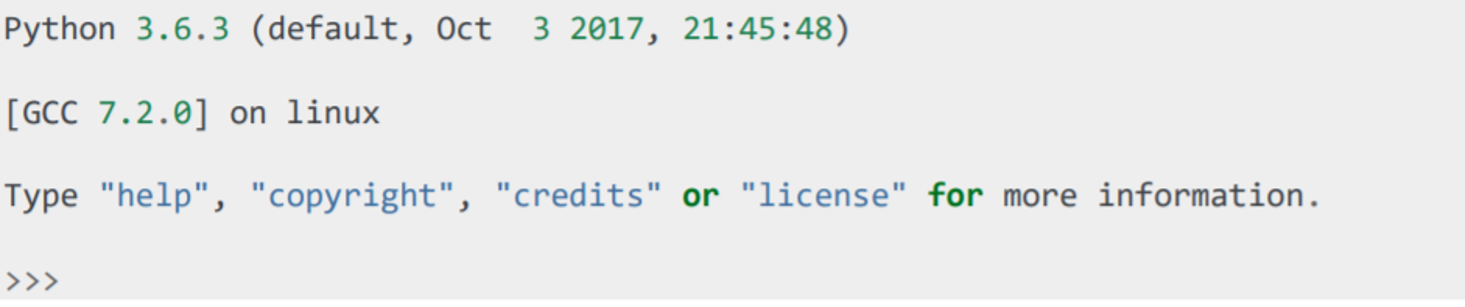 Python 3.6.3 (default, Oct  3 2017, 21:45:48)
[GCC 7.2.0] on linux
Type "help", "copyright", "credits" or "license" for more information.
>>>